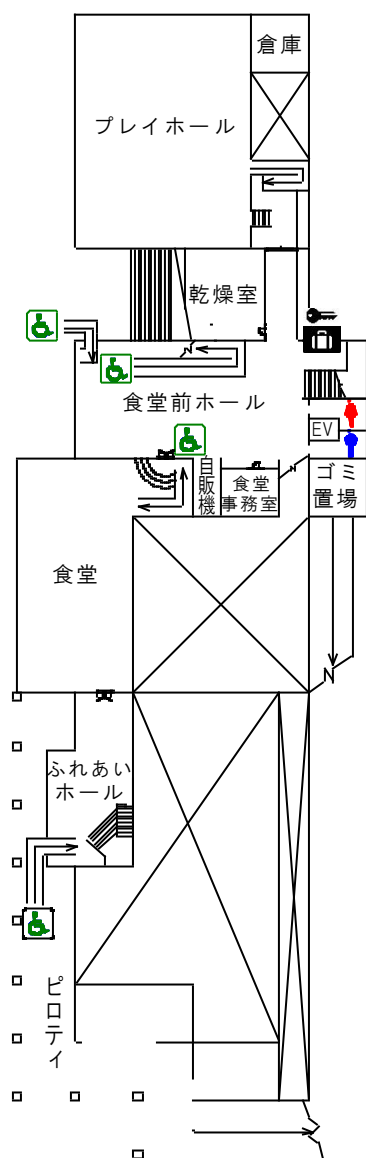 倉庫
プレイホール
乾燥室
食堂前ホール
EV
自販機
食堂
事務室
ゴミ
置場
食堂
ふれあい
ホール
ピロティ